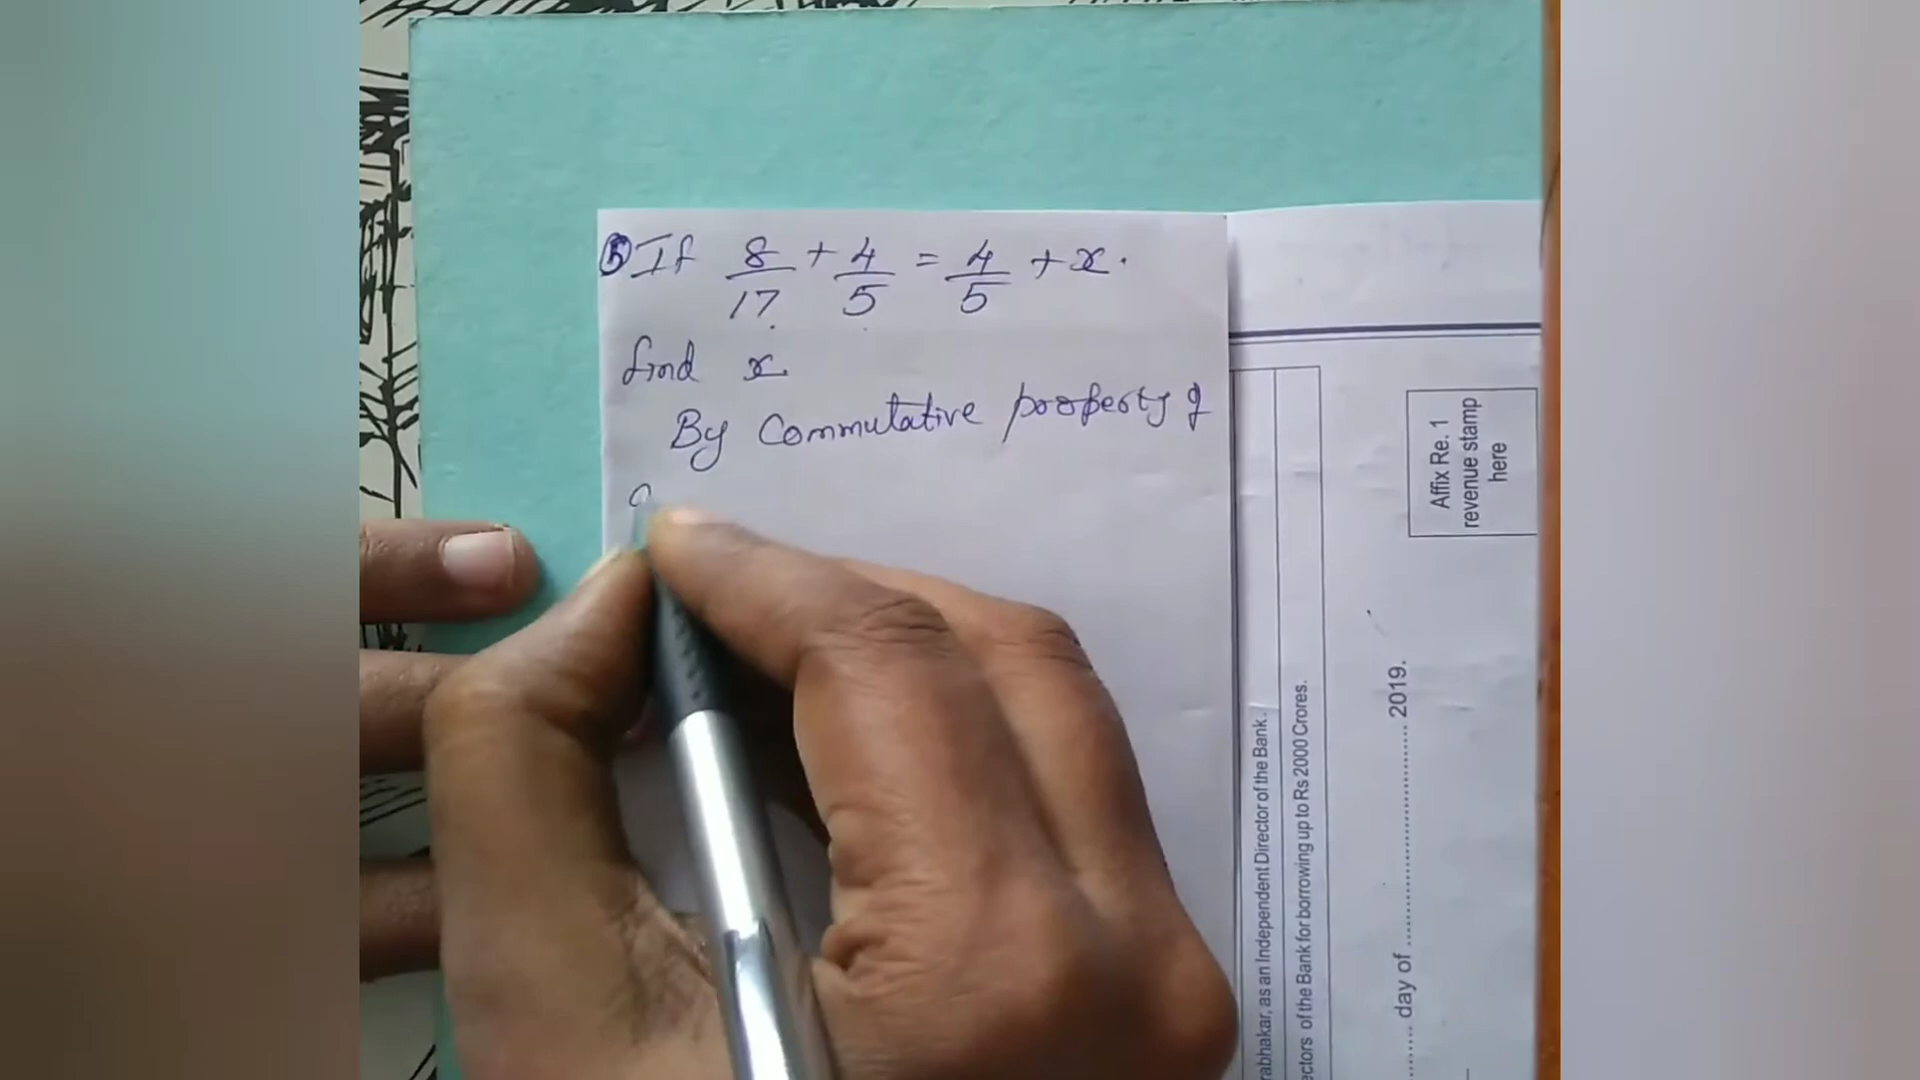 5 If 8/17 + 4/5 = 4/5 + x.
find x.
By Commutative property of
a
Affix Re. 1
revenue stamp
here
........ day of ........................ 2019.
rabhakar, as an Independent Director of the Bank.
ectors of the Bank for borrowing up to Rs 2000 Crores.